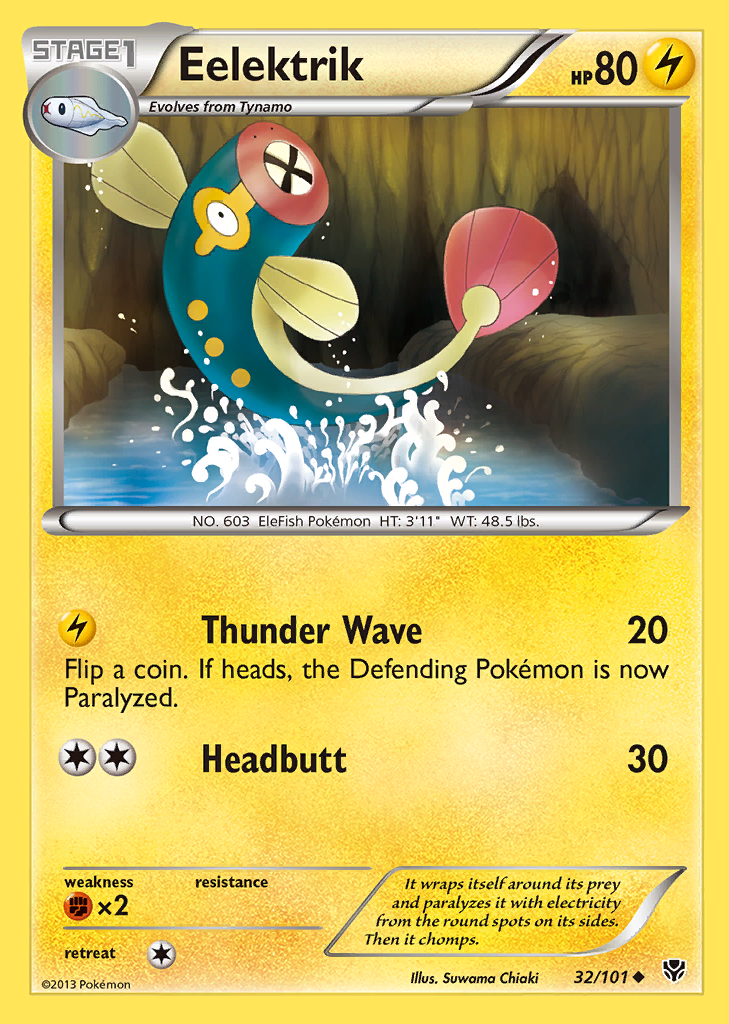 STAGE1
Eelektrik
HP80
Evolves from Tynamo
NO. 603 EleFish Pokémon HT: 3'11" WT: 48.5 lbs.
Thunder Wave 20
Flip a coin. If heads, the Defending Pokémon is now
Paralyzed.
Headbutt 30
weakness resistance
×2
retreat
It wraps itself around its prey
and paralyzes it with electricity
from the round spots on its sides.
Then it chomps.
©2013 Pokémon
Illus. Suwama Chiaki
32/101